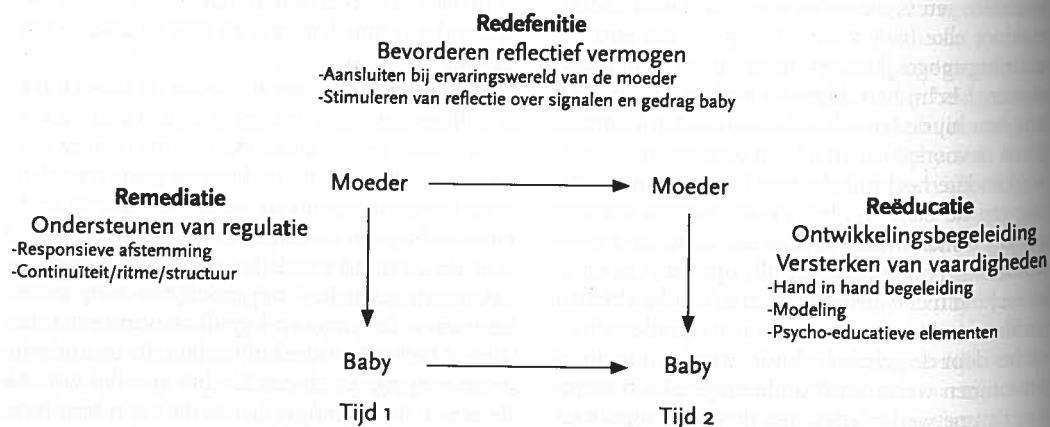 Redefenitie
Bevorderen reflectief vermogen
-Aansluiten bij ervaringswereld van de moeder
-Stimuleren van reflectie over signalen en gedrag baby
Remediatie
Ondersteunen van regulatie
-Responsieve afstemming
-Continuïteit/ritme/structuur
Moeder
Moeder
Reëducatie
Ontwikkelingsbegeleiding
Versterken van vaardigheden
-Hand in hand begeleiding
-Modeling
-Psycho-educatieve elementen
Baby
Baby
Tijd 1
Tijd 2